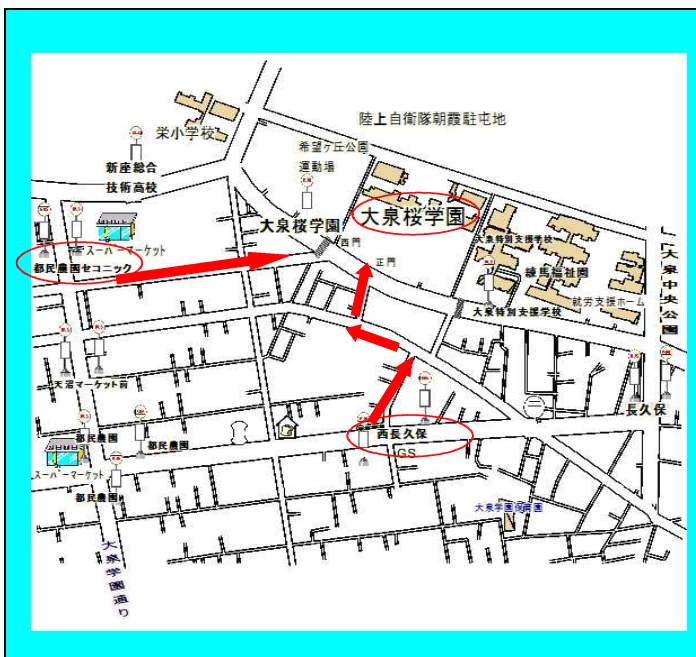 陸上自衛隊朝霞駐屯地
栄小学校
希望ケ丘公園
運動場
新座総合
技術高校
大泉桜学園
大泉桜学園
西門
正門
大泉特別支援学校
スーパーマーケット
都民農園セコニック
練馬福祉園
就労支援ホーム
大泉特別支援学校
大泉中央公園
天沼マーケット前
長久保
都民農園
都民農園
西長久保
GS
スーパーマーケット
都民農園
大泉学園保育園
大泉学園通り